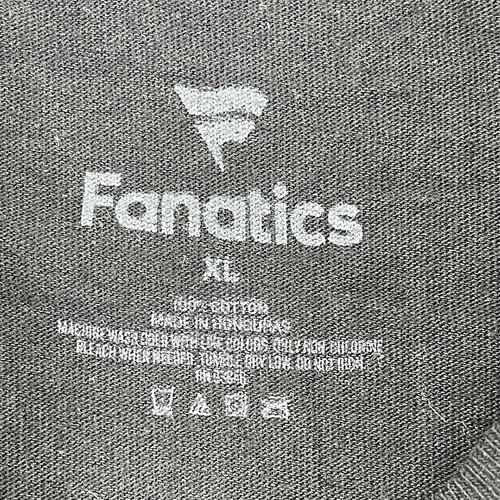 Fanatics
XL
100% COTTON
MADE IN HONDURAS
MACHINE WASH COLD WITH LIKE COLORS. ONLY NON-CHLORINE
BLEACH WHEN NEEDED. TUMBLE DRY LOW. DO NOT IRON.
RN